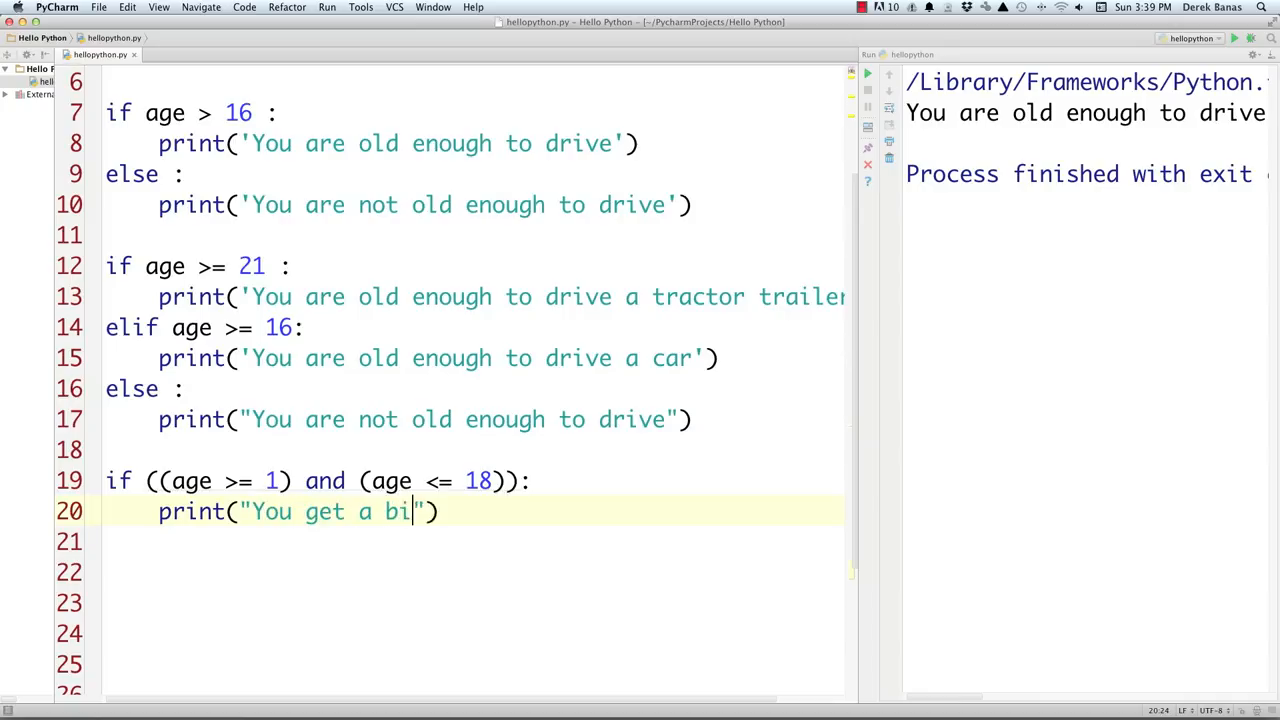 PyCharm File Edit View Navigate Code Refactor Run Tools VCS Window Help 10 Sun 3:39 PM Derek Banas
hellopython.py – Hello Python – [~/PycharmProjects/Hello Python]
Hello Python hellopython.py hellopython
hellopython.py Run hellopython
Hello P
hello
Extern
6
7 if age > 16 :
8 print('You are old enough to drive')
9 else :
10 print('You are not old enough to drive')
11
12 if age >= 21 :
13 print('You are old enough to drive a tractor trailer
14 elif age >= 16:
15 print('You are old enough to drive a car')
16 else :
17 print("You are not old enough to drive")
18
19 if ((age >= 1) and (age <= 18)):
20 print("You get a bi")
21
22
23
24
25
26
/Library/Frameworks/Python.
You are old enough to drive
Process finished with exit
20:24 LF UTF-8